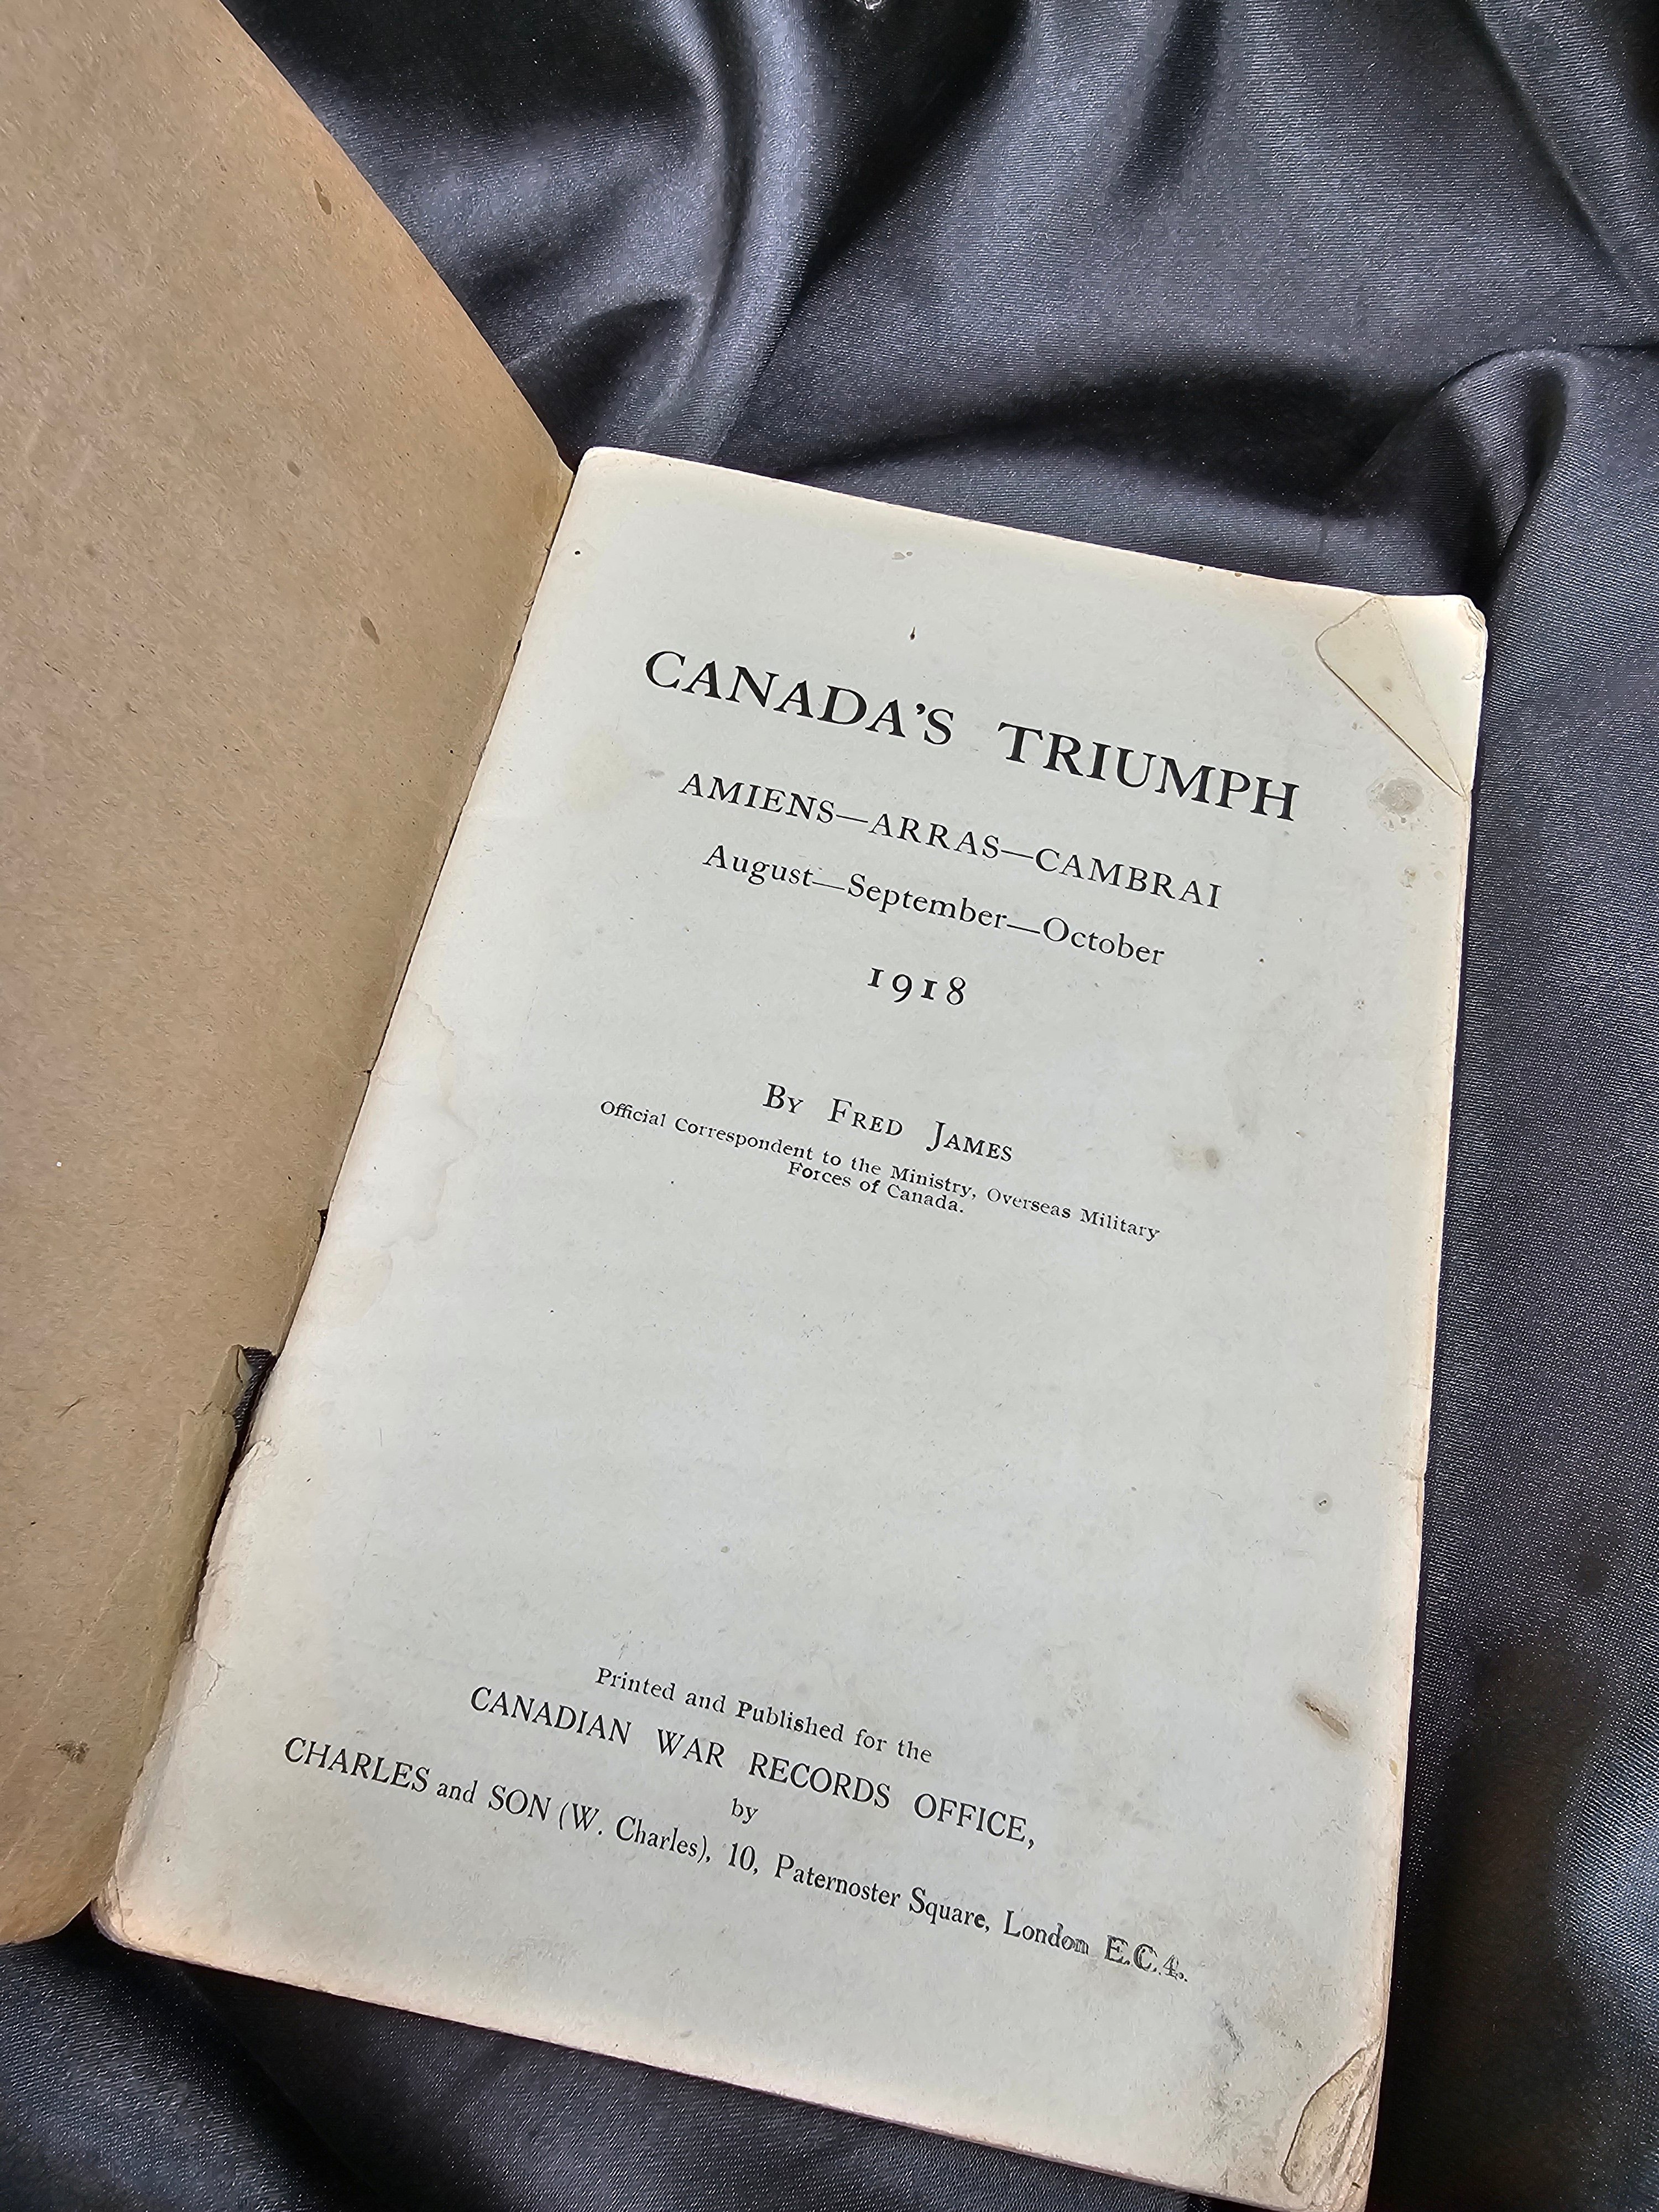 CANADA'S TRIUMPH
AMIENS—ARRAS—CAMBRAI
August—September—October
1918
By Fred James
Official Correspondent to the Ministry, Overseas Military
Forces of Canada.
Printed and Published for the
CANADIAN WAR RECORDS OFFICE,
by
CHARLES and SON (W. Charles), 10, Paternoster Square, London E.C.4.